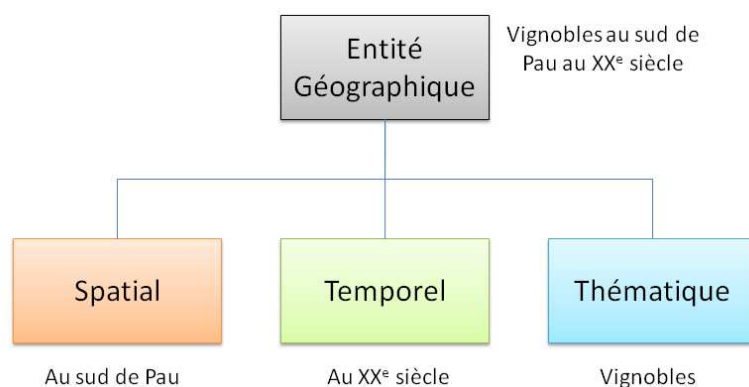 Entité
Géographique
Vignobles au sud de
Pau au XXᵉ siècle
Spatial
Temporel
Thématique
Au sud de Pau
Au XXᵉ siècle
Vignobles